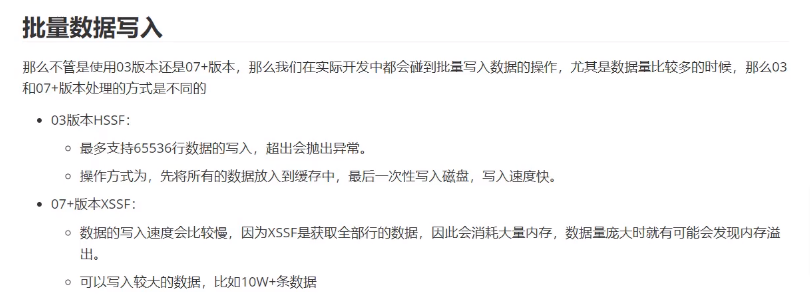 批量数据写入
那么不管是使用03版本还是07+版本，那么我们在实际开发中都会碰到批量写入数据的操作，尤其是数据量比较多的时候，那么03
和07+版本处理的方式是不同的
03版本HSSF：
最多支持65536行数据的写入，超出会抛出异常。
操作方式为，先将所有的数据放入到缓存中，最后一次性写入磁盘，写入速度快。
07+版本XSSF：
数据的写入速度会比较慢，因为XSSF是获取全部行的数据，因此会消耗大量内存，数据量庞大时就有可能会发现内存溢
出。
可以写入较大的数据，比如10W+条数据